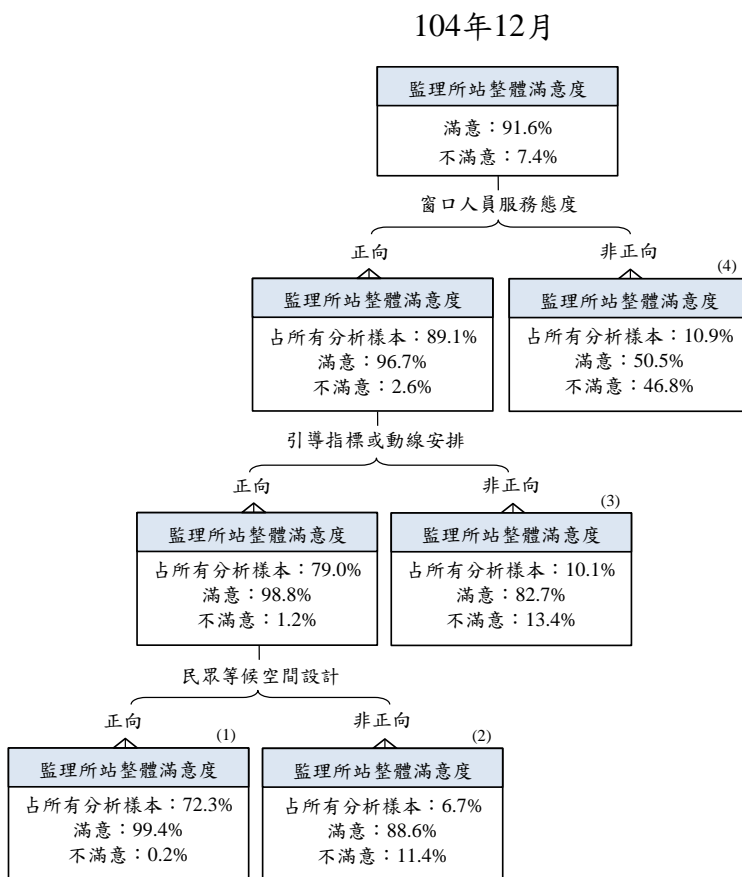 104年12月
監理所站整體滿意度
滿意：91.6%
不滿意：7.4%
窗口人員服務態度
正向
非正向
(4)
監理所站整體滿意度
占所有分析樣本：89.1%
滿意：96.7%
不滿意：2.6%
監理所站整體滿意度
占所有分析樣本：10.9%
滿意：50.5%
不滿意：46.8%
引導指標或動線安排
正向
非正向
(3)
監理所站整體滿意度
占所有分析樣本：79.0%
滿意：98.8%
不滿意：1.2%
監理所站整體滿意度
占所有分析樣本：10.1%
滿意：82.7%
不滿意：13.4%
民眾等候空間設計
正向
(1)
非正向
(2)
監理所站整體滿意度
占所有分析樣本：72.3%
滿意：99.4%
不滿意：0.2%
監理所站整體滿意度
占所有分析樣本：6.7%
滿意：88.6%
不滿意：11.4%